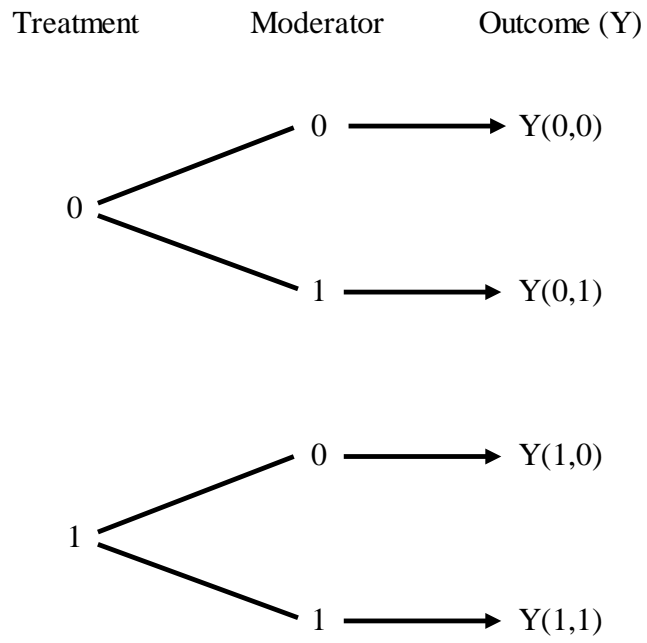 Treatment Moderator Outcome (Y)
0 Y(0,0)
0
1 Y(0,1)
0 Y(1,0)
1
1 Y(1,1)